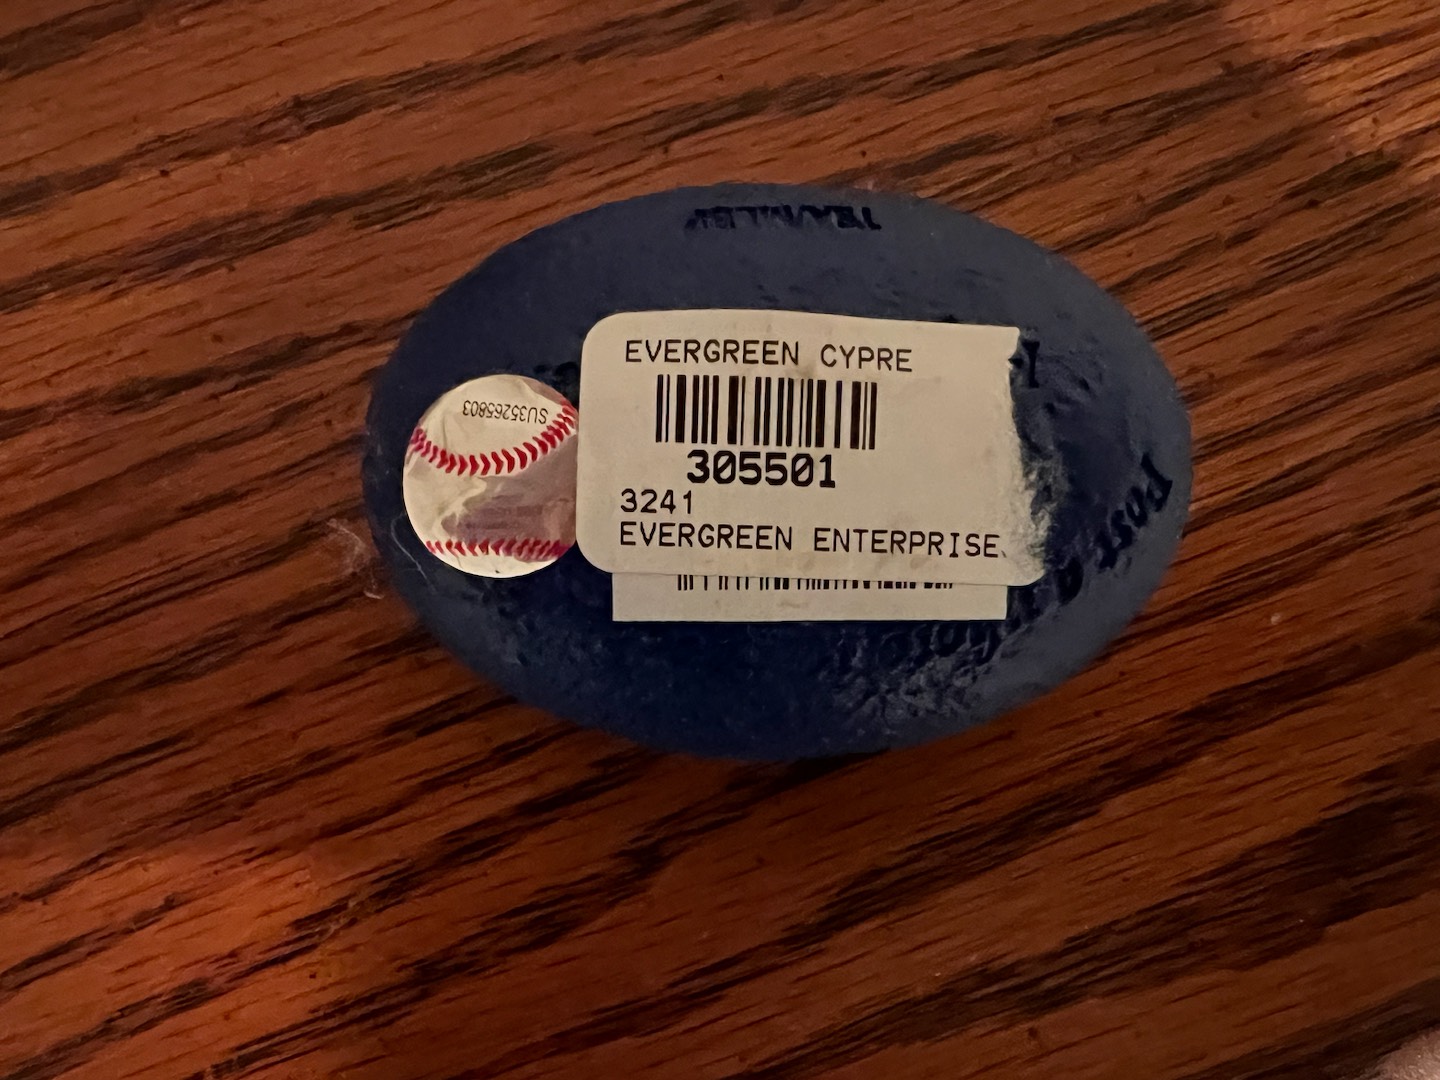 EVERGREEN CYPRE
305501
3241
EVERGREEN ENTERPRISE
SU35265803